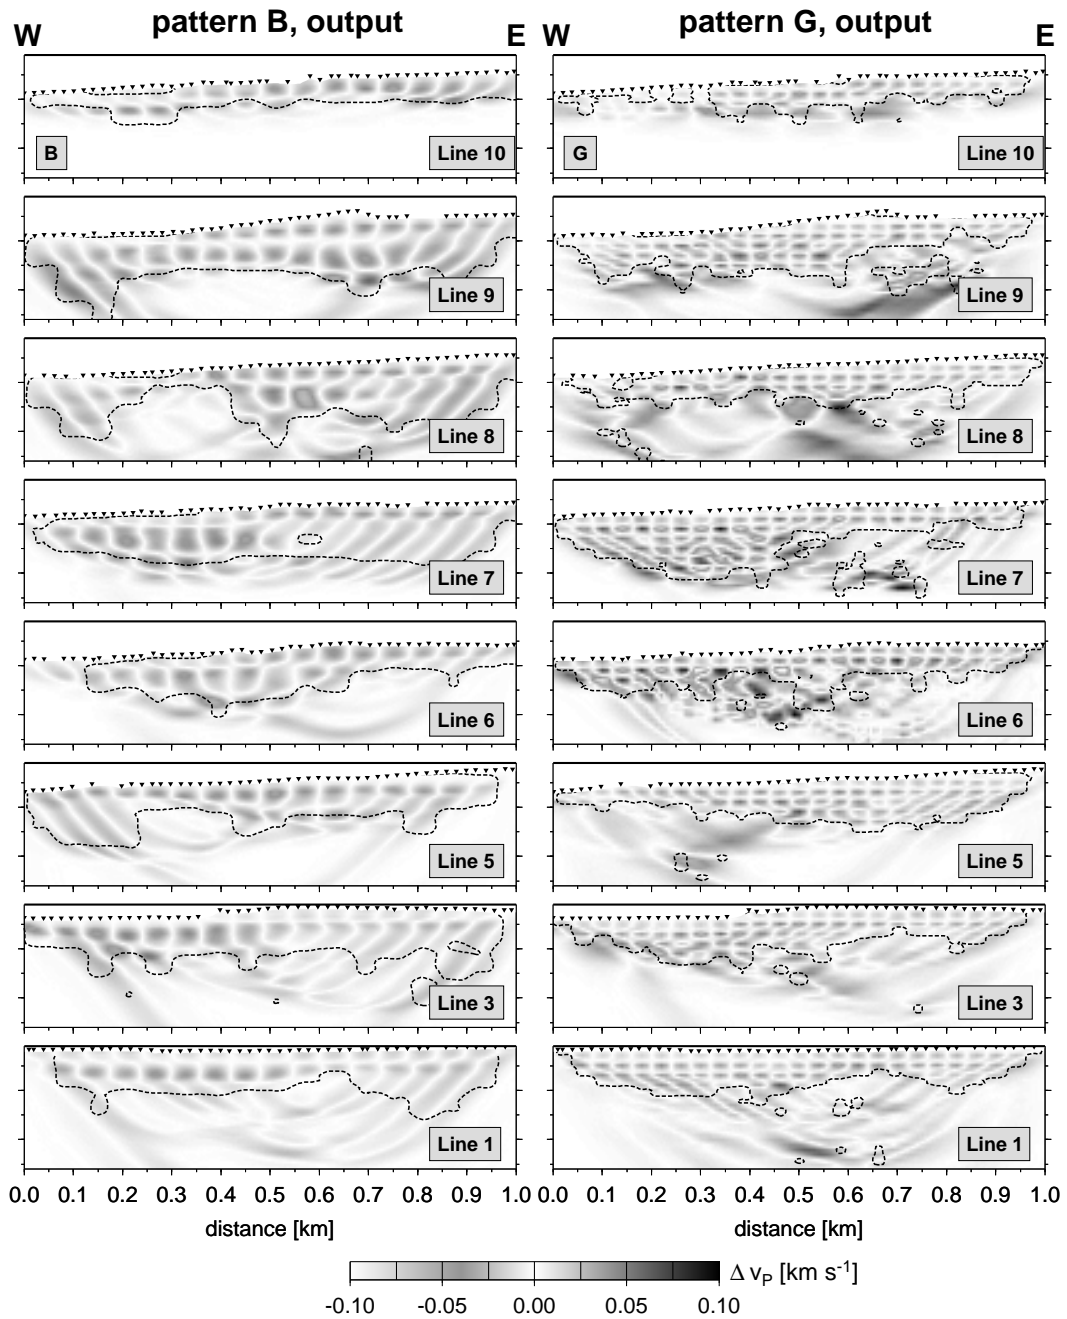 pattern B, output
pattern G, output
W E W E
B Line 10 G Line 10
Line 9 Line 9
Line 8 Line 8
Line 7 Line 7
Line 6 Line 6
Line 5 Line 5
Line 3 Line 3
Line 1 Line 1
0.0 0.1 0.2 0.3 0.4 0.5 0.6 0.7 0.8 0.9 1.0 0.1 0.2 0.3 0.4 0.5 0.6 0.7 0.8 0.9 1.0
distance [km] distance [km]
Δ vP [km s-1]
-0.10 -0.05 0.00 0.05 0.10